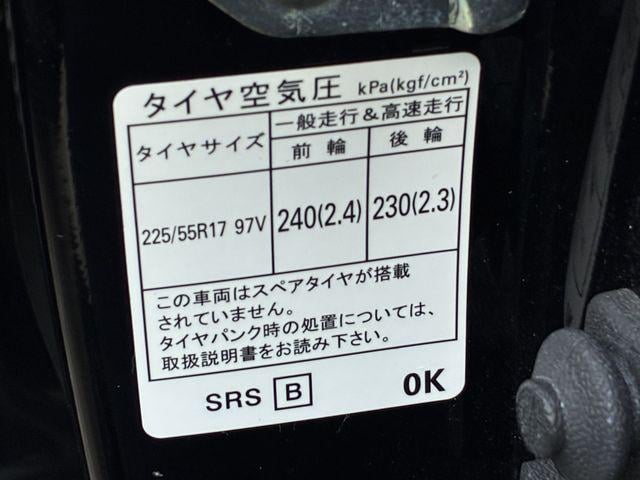 タイヤ空気圧 kPa(kgf/cm²)
タイヤサイズ 一般走行&高速走行
前輪 後輪
225/55R17 97V 240(2.4) 230(2.3)
この車両はスペアタイヤが搭載
されていません。
タイヤパンク時の処置については、
取扱説明書をお読み下さい。
SRS B OK